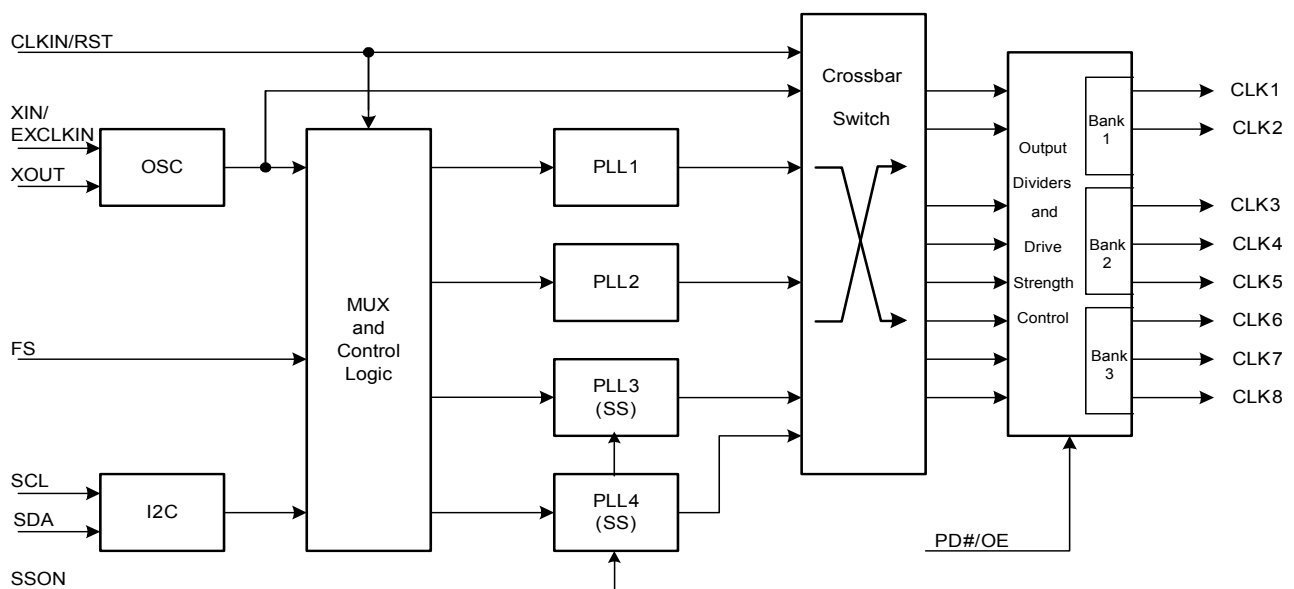 CLKIN/RST
XIN/
EXCLKIN
XOUT
OSC
FS
SCL
SDA
I2C
SSON
MUX
and
Control
Logic
PLL1
PLL2
PLL3
(SS)
PLL4
(SS)
Crossbar
Switch
Output
Dividers
and
Drive
Strength
Control
Bank
1
Bank
2
Bank
3
CLK1
CLK2
CLK3
CLK4
CLK5
CLK6
CLK7
CLK8
PD#/OE